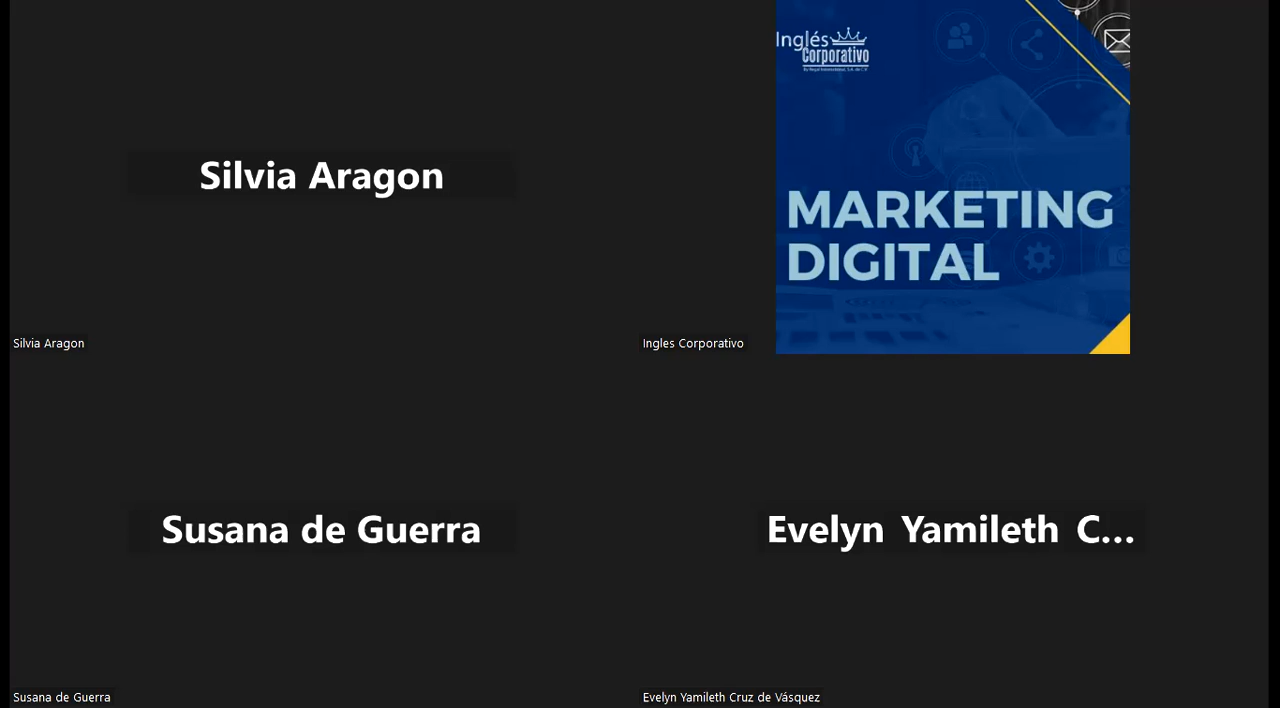 Silvia Aragon
Silvia Aragon
Inglés
Corporativo
MARKETING
DIGITAL
Ingles Corporativo
Susana de Guerra
Susana de Guerra
Evelyn Yamileth C...
Evelyn Yamileth Cruz de Vásquez